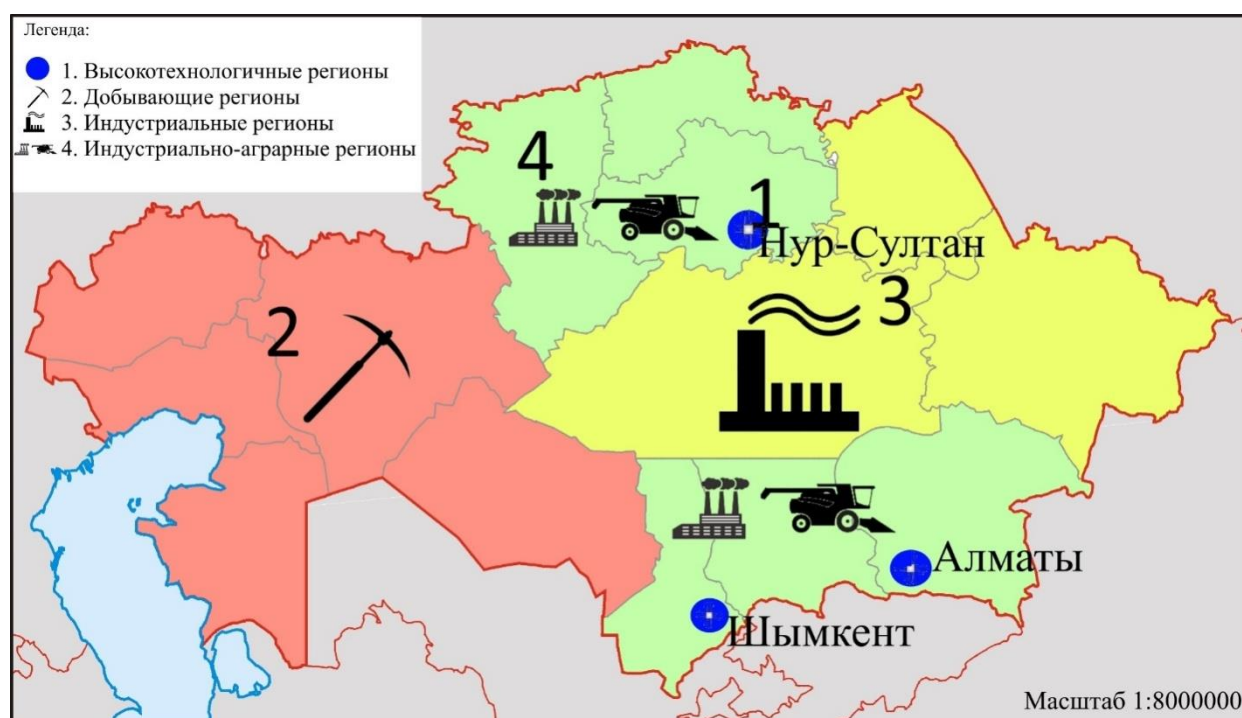 Легенда:
1. Высокотехнологичные регионы
2. Добывающие регионы
3. Индустриальные регионы
4. Индустриально-аграрные регионы
4
1
Нур-Султан
2
3
Алматы
Шымкент
Масштаб 1:8000000